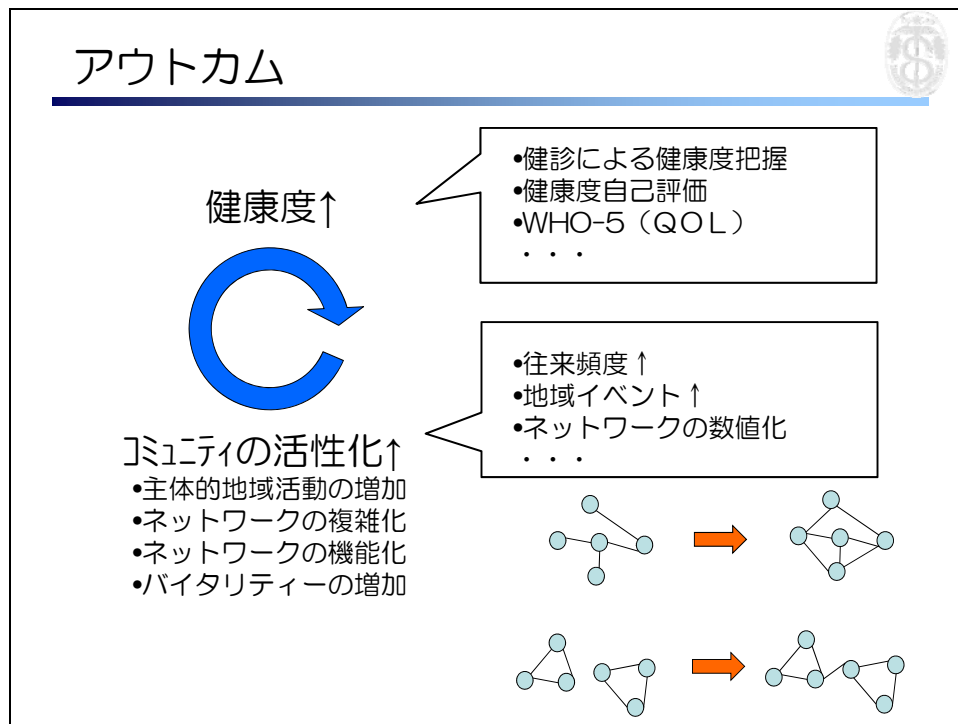 アウトカム
健康度↑
•健診による健康度把握
•健康度自己評価
•WHO-5（ＱＯＬ）
・・・
•往来頻度↑
•地域イベント↑
•ネットワークの数値化
・・・
ｺﾐｭﾆﾃｨの活性化↑
•主体的地域活動の増加
•ネットワークの複雑化
•ネットワークの機能化
•バイタリティーの増加